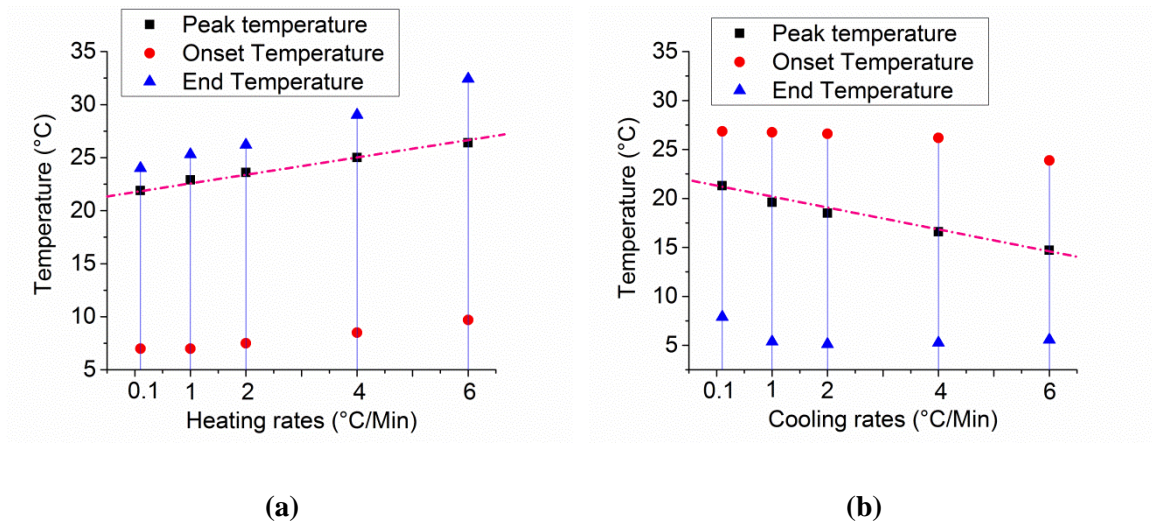 Peak temperature
Onset Temperature
End Temperature
35
30
25
20
15
10
5
Temperature (°C)
0.1 1 2 4 6
Heating rates (°C/Min)
(a)
Peak temperature
Onset Temperature
End Temperature
35
30
25
20
15
10
5
Temperature (°C)
0.1 1 2 4 6
Cooling rates (°C/Min)
(b)